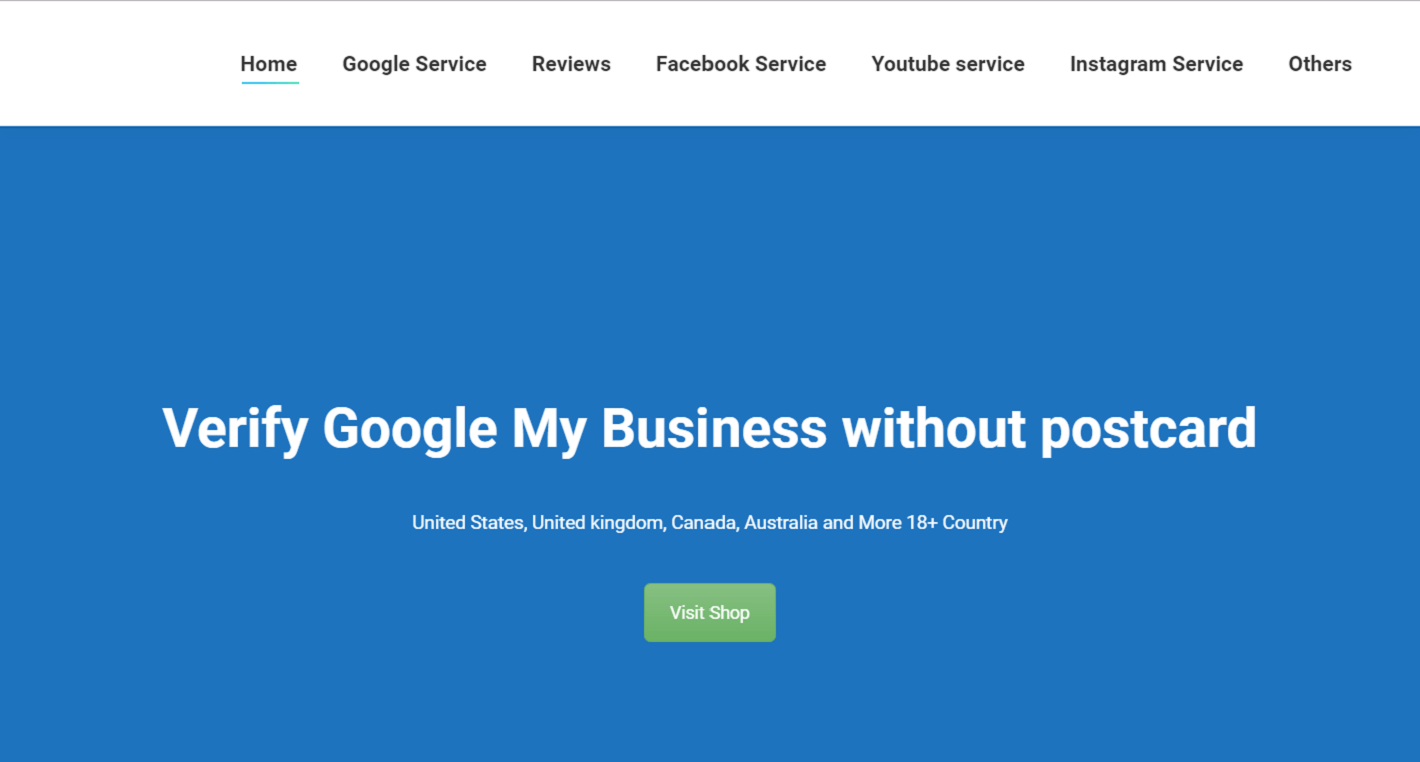 Home Google Service Reviews Facebook Service Youtube service Instagram Service Others
Verify Google My Business without postcard
United States, United kingdom, Canada, Australia and More 18+ Country
Visit Shop